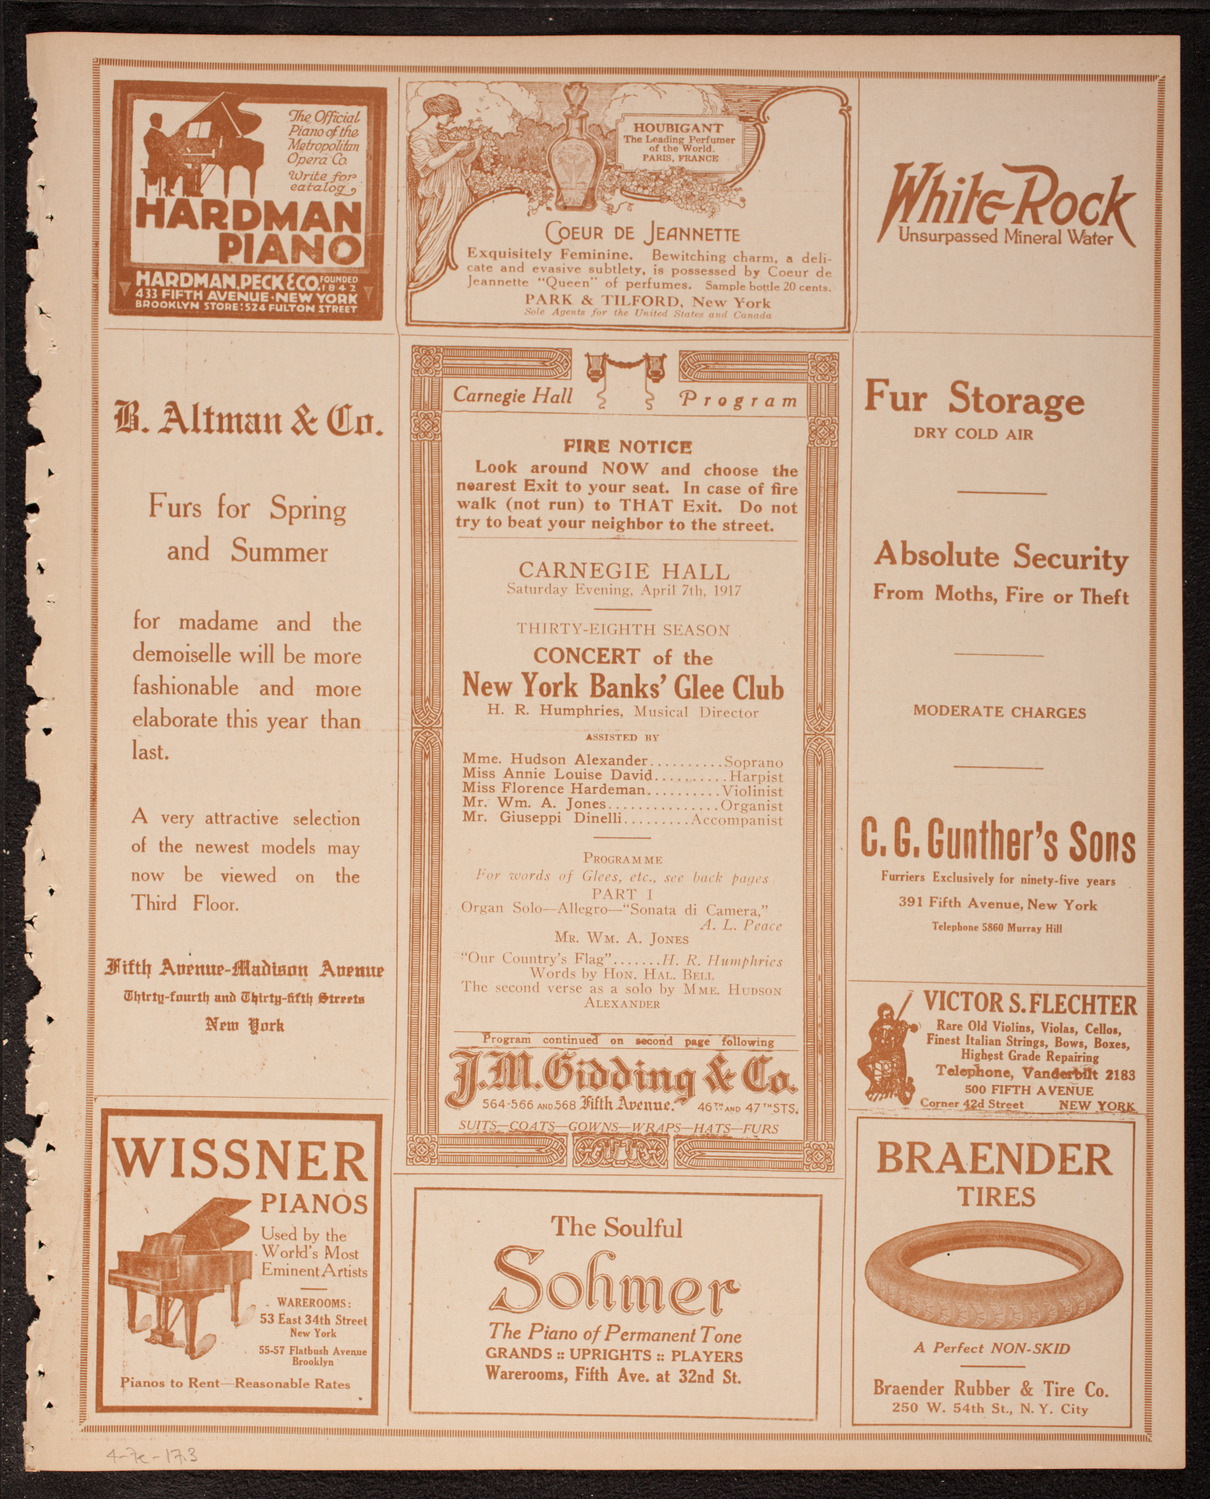 The Official
Piano of the
Metropolitan
Opera Co.
Write for
catalog
HARDMAN
PIANO
HARDMAN, PECK & CO. FOUNDED 1842
433 FIFTH AVENUE · NEW YORK
BROOKLYN STORE: 524 FULTON STREET
HOUBIGANT
The Leading Perfumer
of the World.
PARIS, FRANCE
COEUR DE JEANNETTE
Exquisitely Feminine. Bewitching charm, a deli-
cate and evasive subtlety, is possessed by Coeur de
Jeannette "Queen" of perfumes. Sample bottle 20 cents.
PARK & TILFORD, New York
Sole Agents for the United States and Canada
White-Rock
Unsurpassed Mineral Water
B. Altman & Co.
Furs for Spring
and Summer
for madame and the
demoiselle will be more
fashionable and more
elaborate this year than
last.
A very attractive selection
of the newest models may
now be viewed on the
Third Floor.
Fifth Avenue-Madison Avenue
Thirty-fourth and Thirty-fifth Streets
New York
Carnegie Hall Program
FIRE NOTICE
Look around NOW and choose the
nearest Exit to your seat. In case of fire
walk (not run) to THAT Exit. Do not
try to beat your neighbor to the street.
CARNEGIE HALL
Saturday Evening, April 7th, 1917
THIRTY-EIGHTH SEASON
CONCERT of the
New York Banks' Glee Club
H. R. Humphries, Musical Director
ASSISTED BY
Mme. Hudson Alexander..........Soprano
Miss Annie Louise David..........Harpist
Miss Florence Hardeman..........Violinist
Mr. Wm. A. Jones...............Organist
Mr. Giuseppi Dinelli.........Accompanist
PROGRAMME
For words of Glees, etc., see back pages
PART I
Organ Solo—Allegro—"Sonata di Camera,"
A. L. Peace
MR. WM. A. JONES
"Our Country's Flag".......H. R. Humphries
Words by HON. HAL. BELL
The second verse as a solo by MME. HUDSON
ALEXANDER
Program continued on second page following
J. M. Gidding & Co.
564-566 AND 568 Fifth Avenue. 46TH AND 47TH STS.
SUITS—COATS—GOWNS—WRAPS—HATS—FURS
Fur Storage
DRY COLD AIR
Absolute Security
From Moths, Fire or Theft
MODERATE CHARGES
C. G. Gunther's Sons
Furriers Exclusively for ninety-five years
391 Fifth Avenue, New York
Telephone 5860 Murray Hill
VICTOR S. FLECHTER
Rare Old Violins, Violas, Cellos,
Finest Italian Strings, Bows, Boxes,
Highest Grade Repairing
Telephone, Vanderbilt 2183
500 FIFTH AVENUE
Corner 42d Street NEW YORK
WISSNER
PIANOS
Used by the
World's Most
Eminent Artists
WAREROOMS:
53 East 34th Street
New York
55-57 Flatbush Avenue
Brooklyn
Pianos to Rent—Reasonable Rates
The Soulful
Sohmer
The Piano of Permanent Tone
GRANDS :: UPRIGHTS :: PLAYERS
Warerooms, Fifth Ave. at 32nd St.
BRAENDER
TIRES
A Perfect NON-SKID
Braender Rubber & Tire Co.
250 W. 54th St., N. Y. City